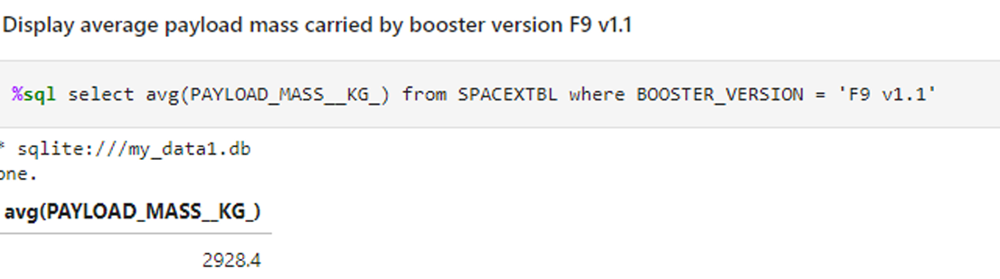 Display average payload mass carried by booster version F9 v1.1
%sql select avg(PAYLOAD_MASS__KG_) from SPACEXTBL where BOOSTER_VERSION = 'F9 v1.1'
* sqlite:///my_data1.db
one.
avg(PAYLOAD_MASS__KG_)
2928.4